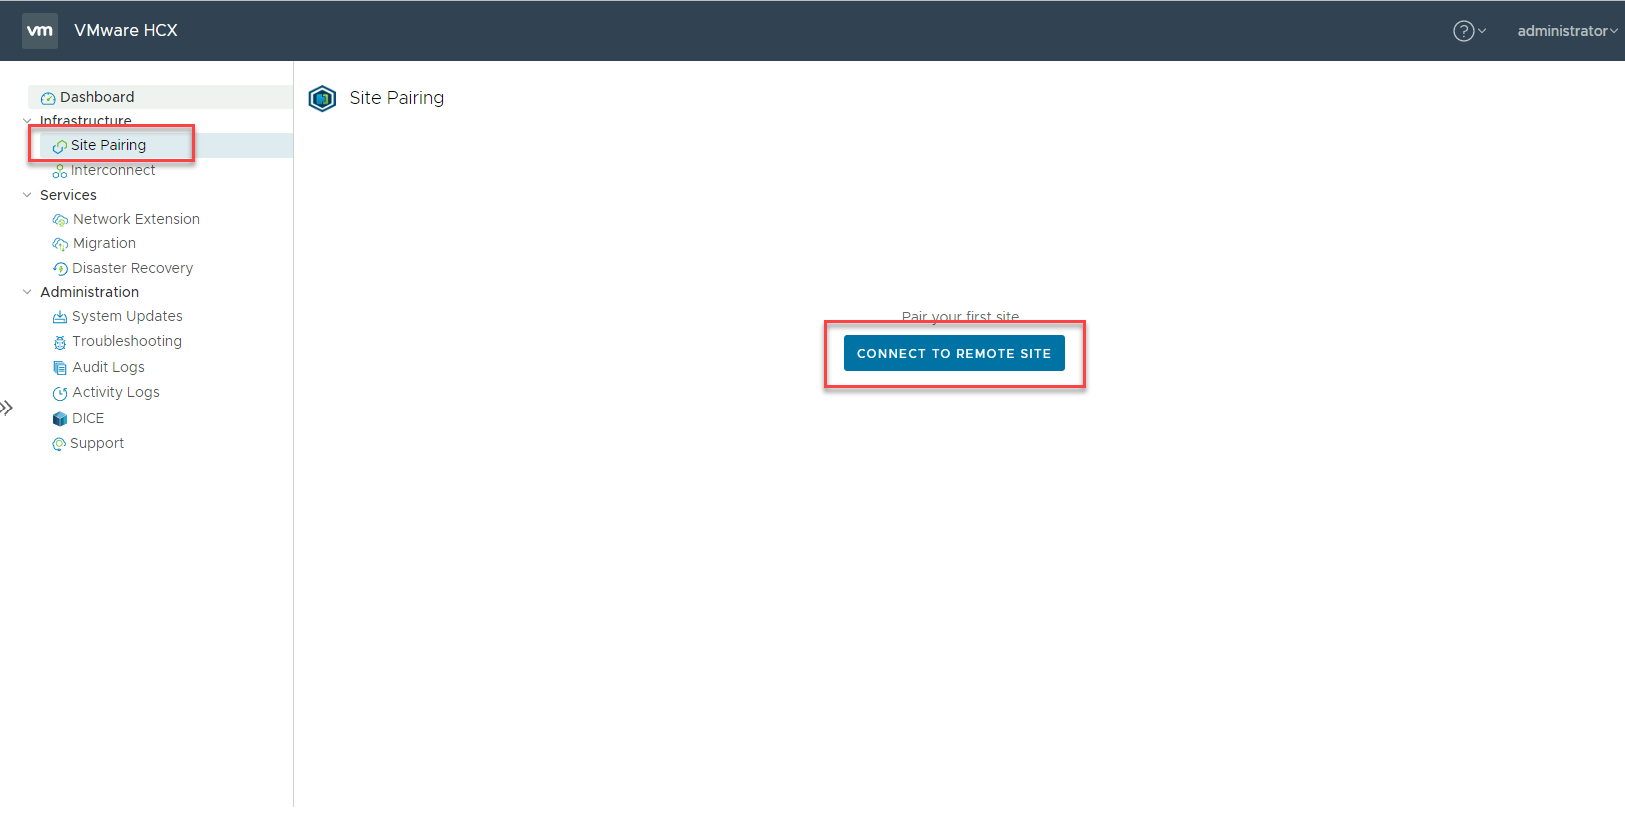 vm VMware HCX
? administrator
Dashboard
Infrastructure
Site Pairing
Interconnect
Services
Network Extension
Migration
Disaster Recovery
Administration
System Updates
Troubleshooting
Audit Logs
Activity Logs
DICE
Support
Site Pairing
Pair your first site
CONNECT TO REMOTE SITE